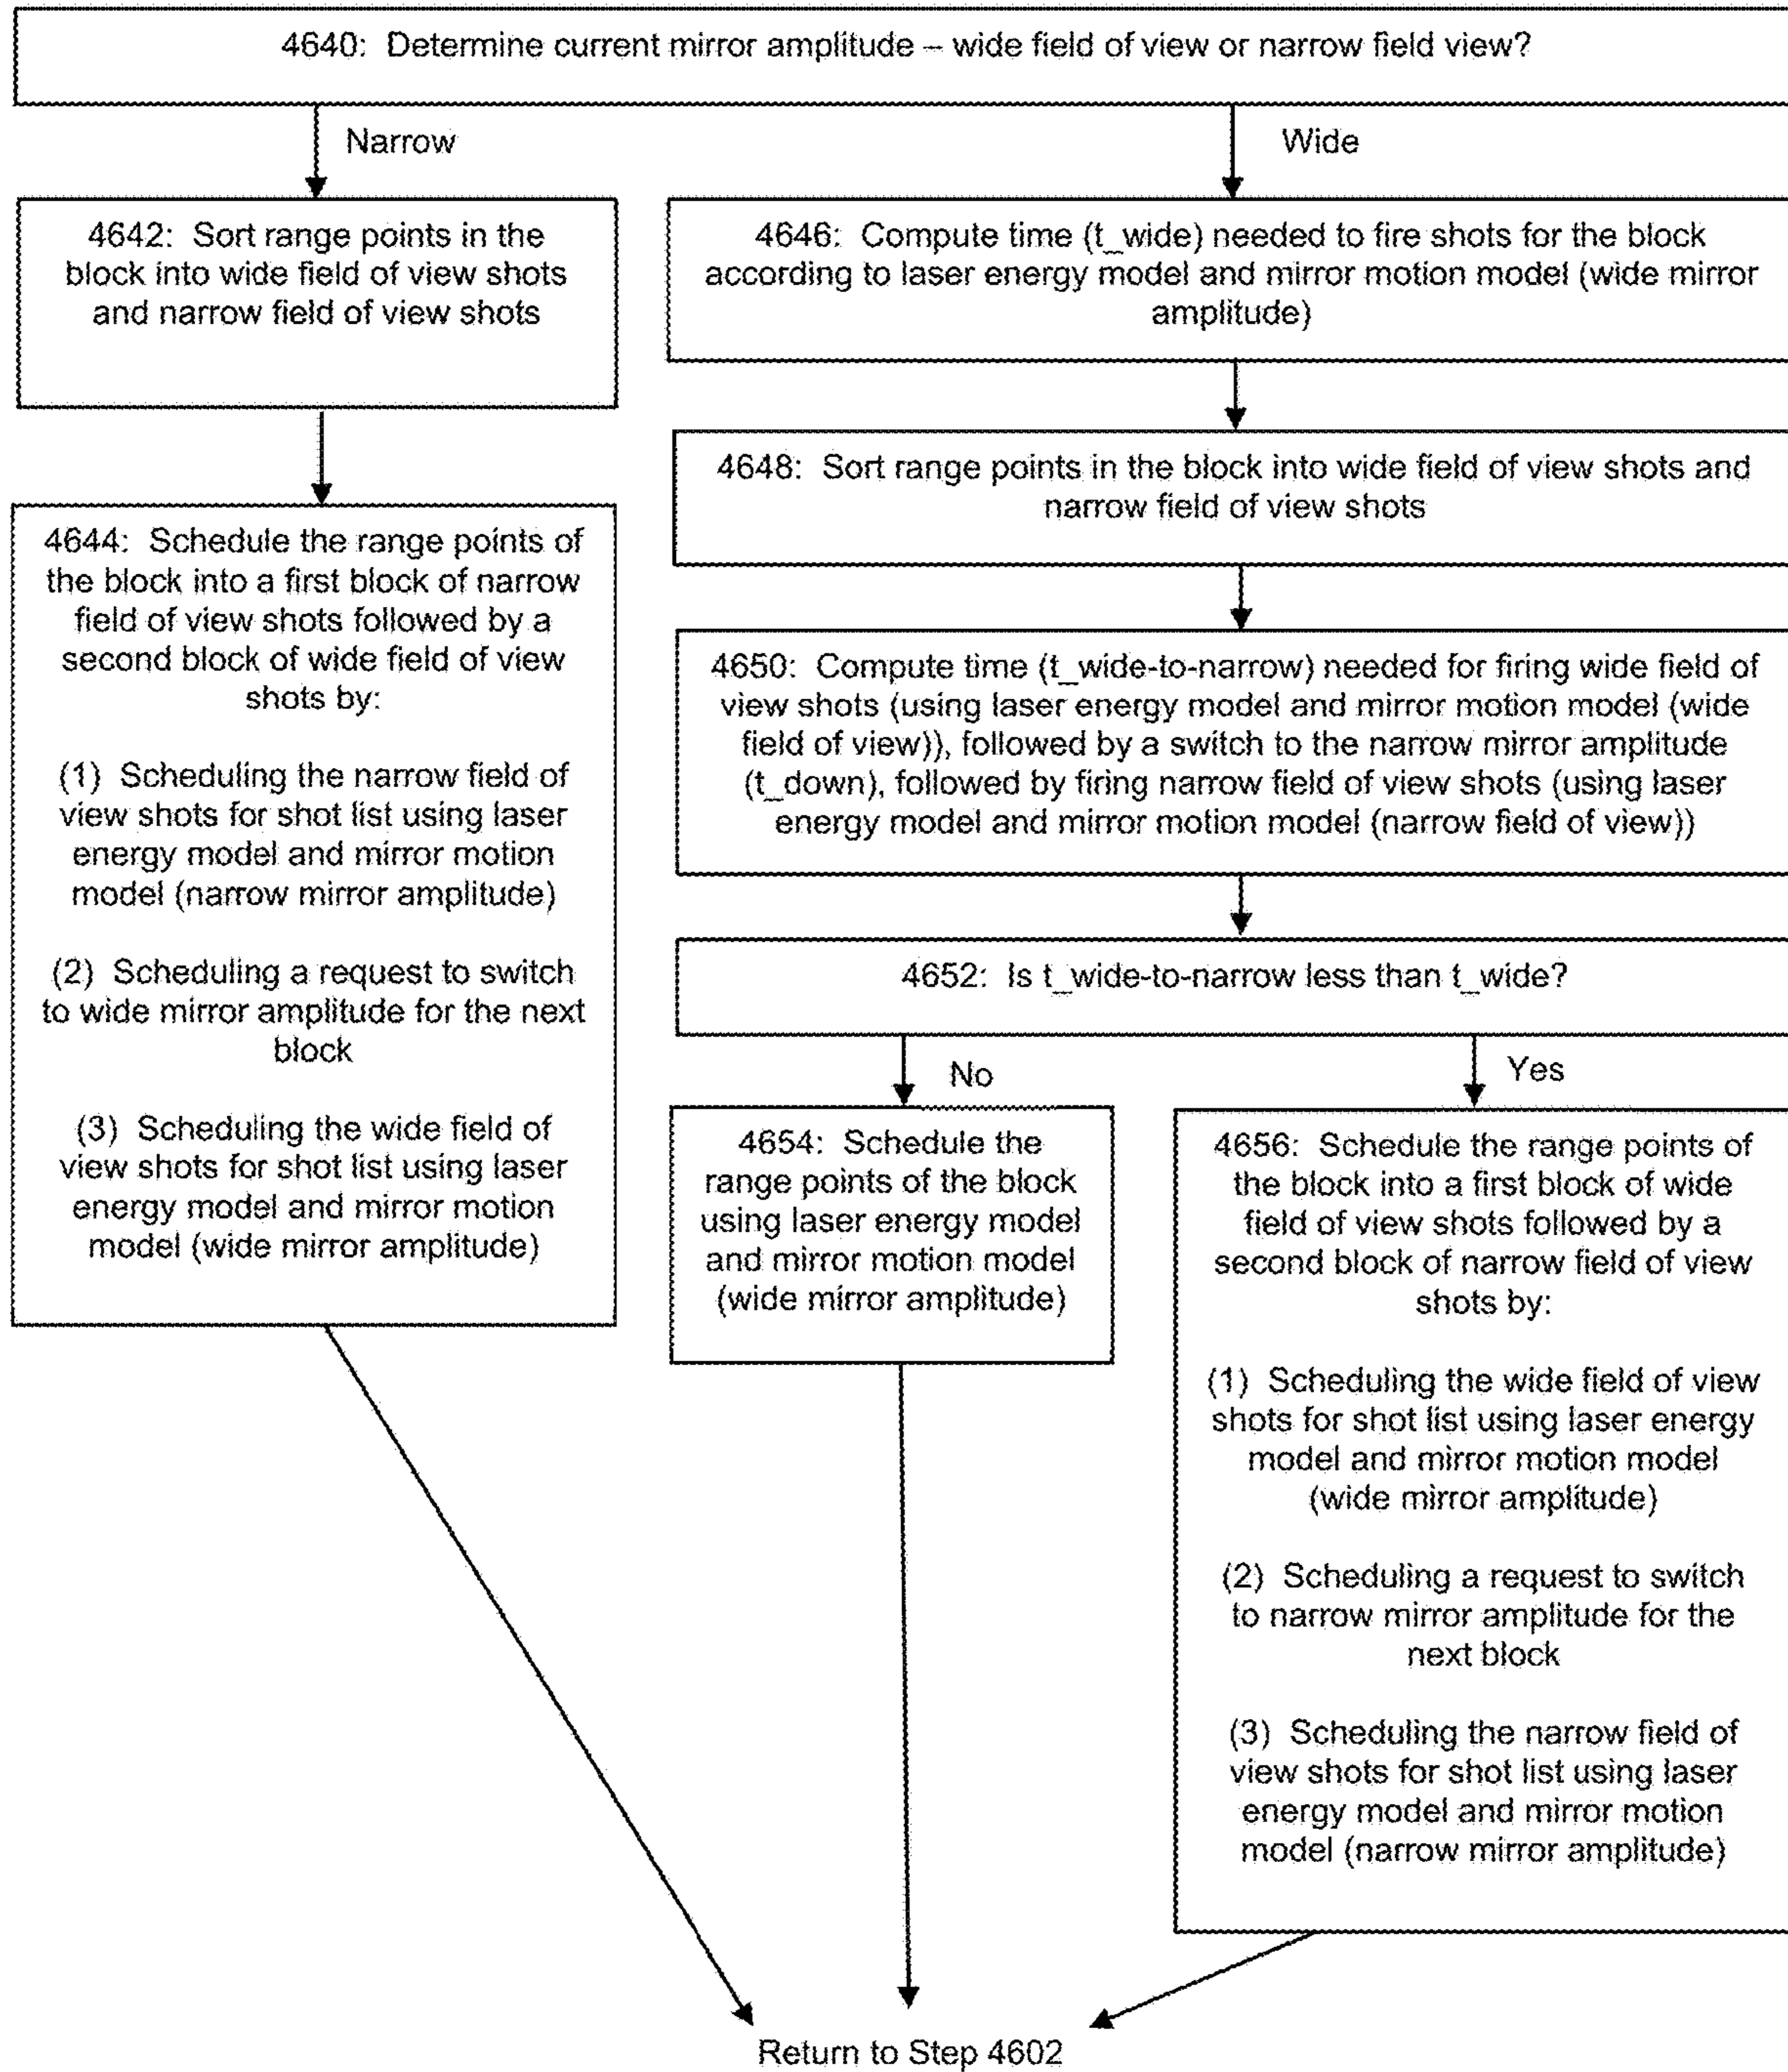 4640: Determine current mirror amplitude – wide field of view or narrow field view?
Narrow
Wide
4642: Sort range points in the
block into wide field of view shots
and narrow field of view shots
4644: Schedule the range points of
the block into a first block of narrow
field of view shots followed by a
second block of wide field of view
shots by:
(1) Scheduling the narrow field of
view shots for shot list using laser
energy model and mirror motion
model (narrow mirror amplitude)
(2) Scheduling a request to switch
to wide mirror amplitude for the next
block
(3) Scheduling the wide field of
view shots for shot list using laser
energy model and mirror motion
model (wide mirror amplitude)
4646: Compute time (t_wide) needed to fire shots for the block
according to laser energy model and mirror motion model (wide mirror
amplitude)
4648: Sort range points in the block into wide field of view shots and
narrow field of view shots
4650: Compute time (t_wide-to-narrow) needed for firing wide field of
view shots (using laser energy model and mirror motion model (wide
field of view)), followed by a switch to the narrow mirror amplitude
(t_down), followed by firing narrow field of view shots (using laser
energy model and mirror motion model (narrow field of view))
4652: Is t_wide-to-narrow less than t_wide?
No
Yes
4654: Schedule the
range points of the block
using laser energy model
and mirror motion model
(wide mirror amplitude)
4656: Schedule the range points of
the block into a first block of wide
field of view shots followed by a
second block of narrow field of view
shots by:
(1) Scheduling the wide field of view
shots for shot list using laser energy
model and mirror motion model
(wide mirror amplitude)
(2) Scheduling a request to switch
to narrow mirror amplitude for the
next block
(3) Scheduling the narrow field of
view shots for shot list using laser
energy model and mirror motion
model (narrow mirror amplitude)
Return to Step 4602